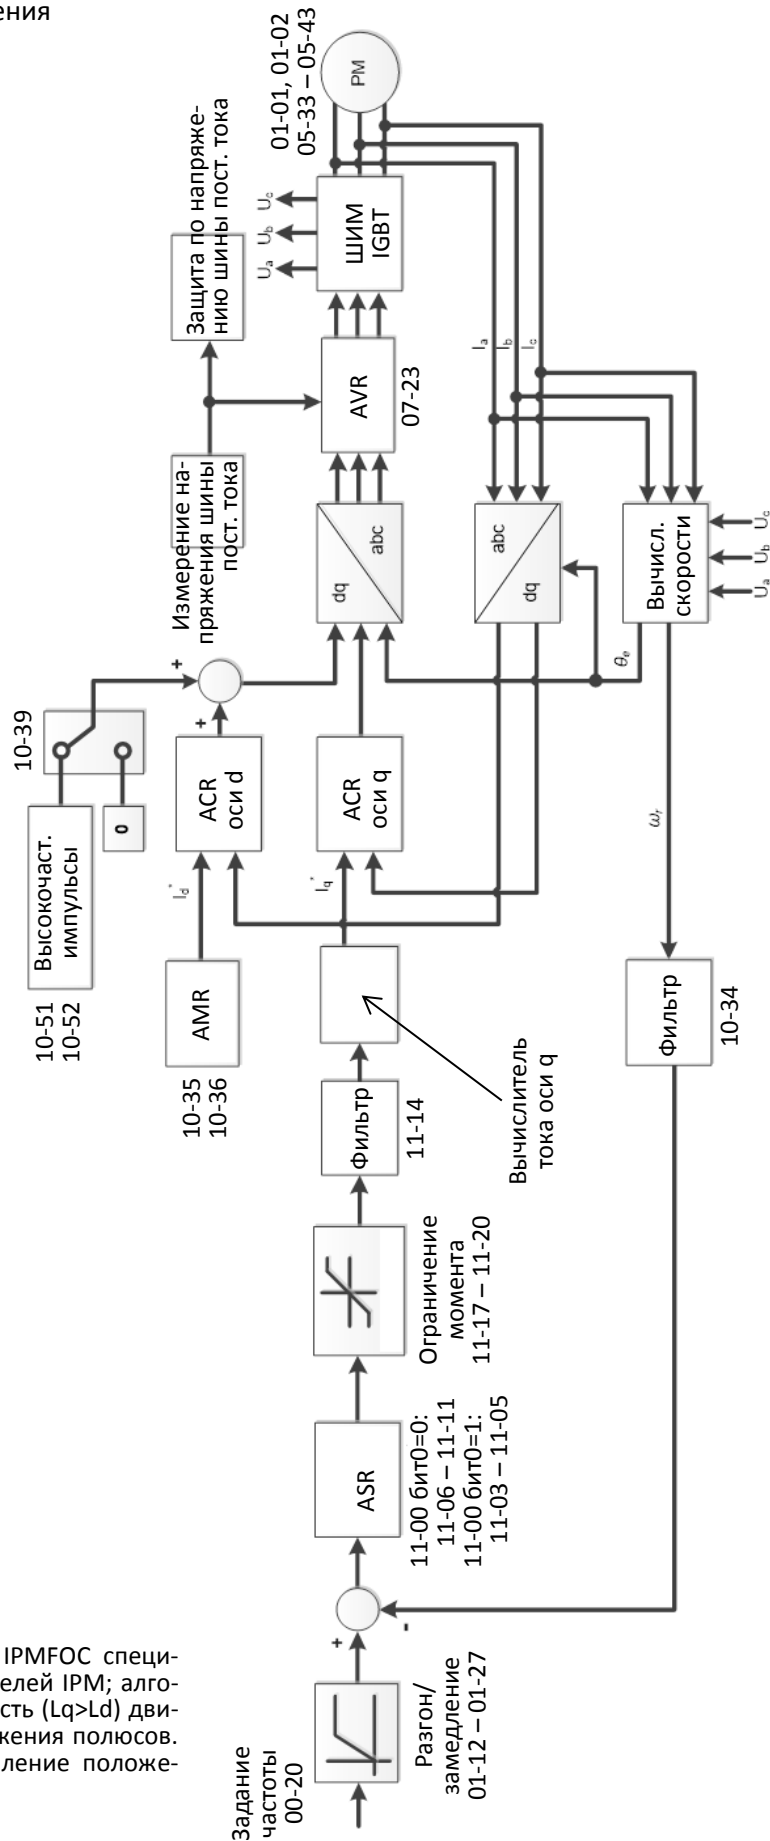 ения
IPMFOC специ-
елей IPM; алго-
сть (Lq>Ld) дви-
жения полюсов.
ление положе-
Задание
частоты
00-20
Разгон/
замедление
01-12 – 01-27
+
-
ASR
11-00 бит0=0:
11-06 – 11-11
11-00 бит0=1:
11-03 – 11-05
Ограничение
момента
11-17 – 11-20
Фильтр
11-14
Вычислитель
тока оси q
10-51
10-52
Высокочаст.
импульсы
0
10-39
10-35
10-36
AMR
Id*
Iq*
ACR
оси d
ACR
оси q
+
+
dq
abc
Измерение на-
пряжения шины
пост. тока
Защита по напряже-
нию шины пост. тока
AVR
07-23
ШИМ
IGBT
Ua
Ub
Uc
PM
01-01, 01-02
05-33 – 05-43
Ia
Ib
Ic
abc
dq
θe
Вычисл.
скорости
Ua
Ub
Uc
ωr
Фильтр
10-34